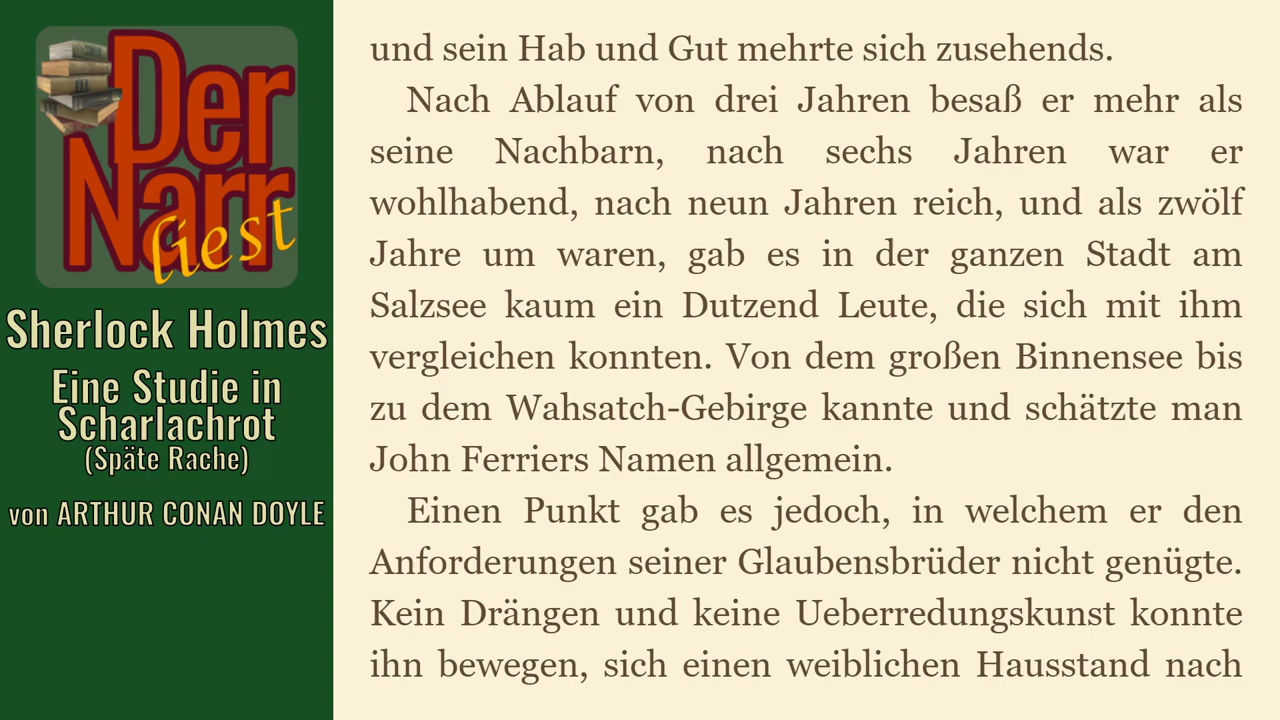 Der
Narr
liest
Sherlock Holmes
Eine Studie in
Scharlachrot
(Späte Rache)
von ARTHUR CONAN DOYLE
und sein Hab und Gut mehrte sich zusehends.
Nach Ablauf von drei Jahren besaß er mehr als
seine Nachbarn, nach sechs Jahren war er
wohlhabend, nach neun Jahren reich, und als zwölf
Jahre um waren, gab es in der ganzen Stadt am
Salzsee kaum ein Dutzend Leute, die sich mit ihm
vergleichen konnten. Von dem großen Binnensee bis
zu dem Wahsatch-Gebirge kannte und schätzte man
John Ferriers Namen allgemein.
Einen Punkt gab es jedoch, in welchem er den
Anforderungen seiner Glaubensbrüder nicht genügte.
Kein Drängen und keine Ueberredungskunst konnte
ihn bewegen, sich einen weiblichen Hausstand nach